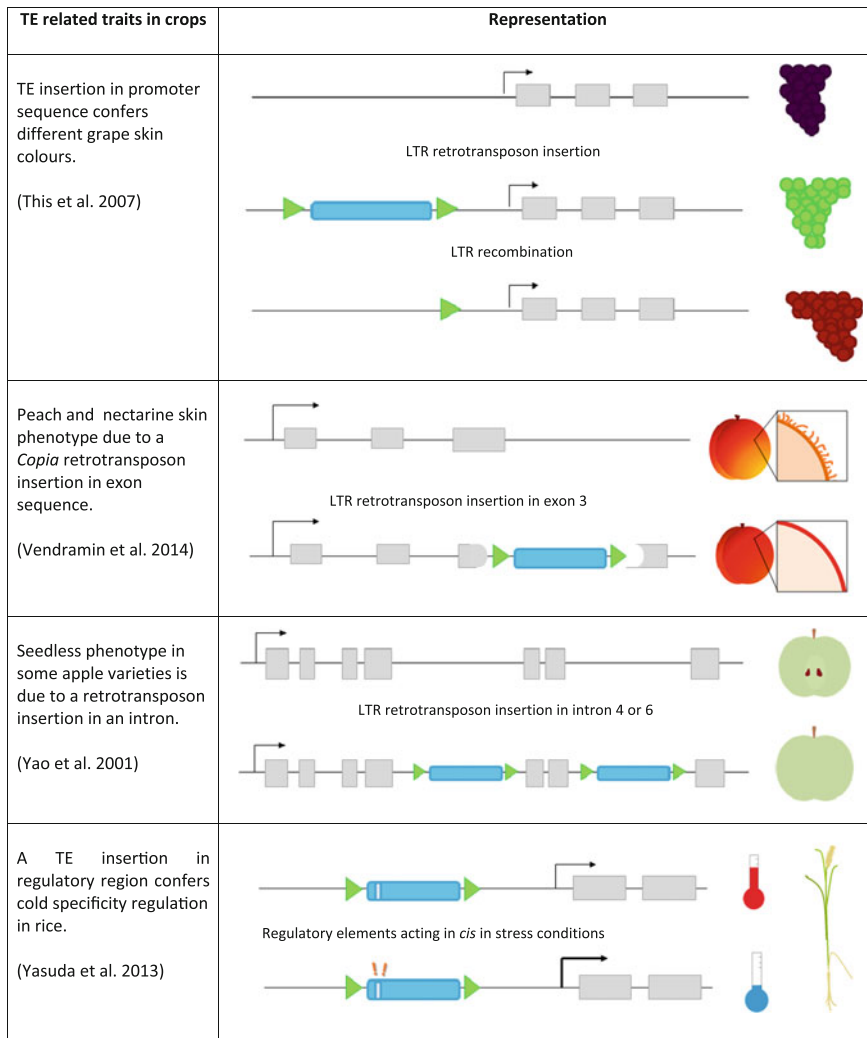 TE related traits in crops
Representation
TE insertion in promoter
sequence confers
different grape skin
colours.
(This et al. 2007)
LTR retrotransposon insertion
LTR recombination
Peach and nectarine skin
phenotype due to a
Copia retrotransposon
insertion in exon
sequence.
(Vendramin et al. 2014)
LTR retrotransposon insertion in exon 3
Seedless phenotype in
some apple varieties is
due to a retrotransposon
insertion in an intron.
(Yao et al. 2001)
LTR retrotransposon insertion in intron 4 or 6
A TE insertion in
regulatory region confers
cold specificity regulation
in rice.
(Yasuda et al. 2013)
Regulatory elements acting in cis in stress conditions